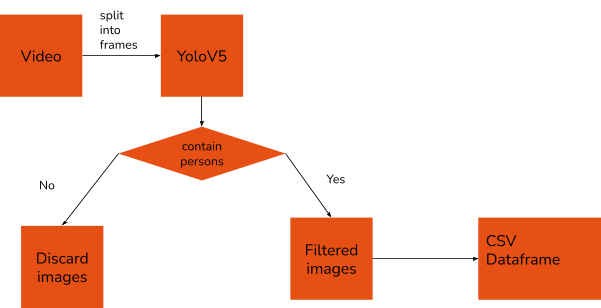 split
into
frames
Video
YoloV5
contain
persons
No
Yes
Discard
images
Filtered
images
CSV
Dataframe